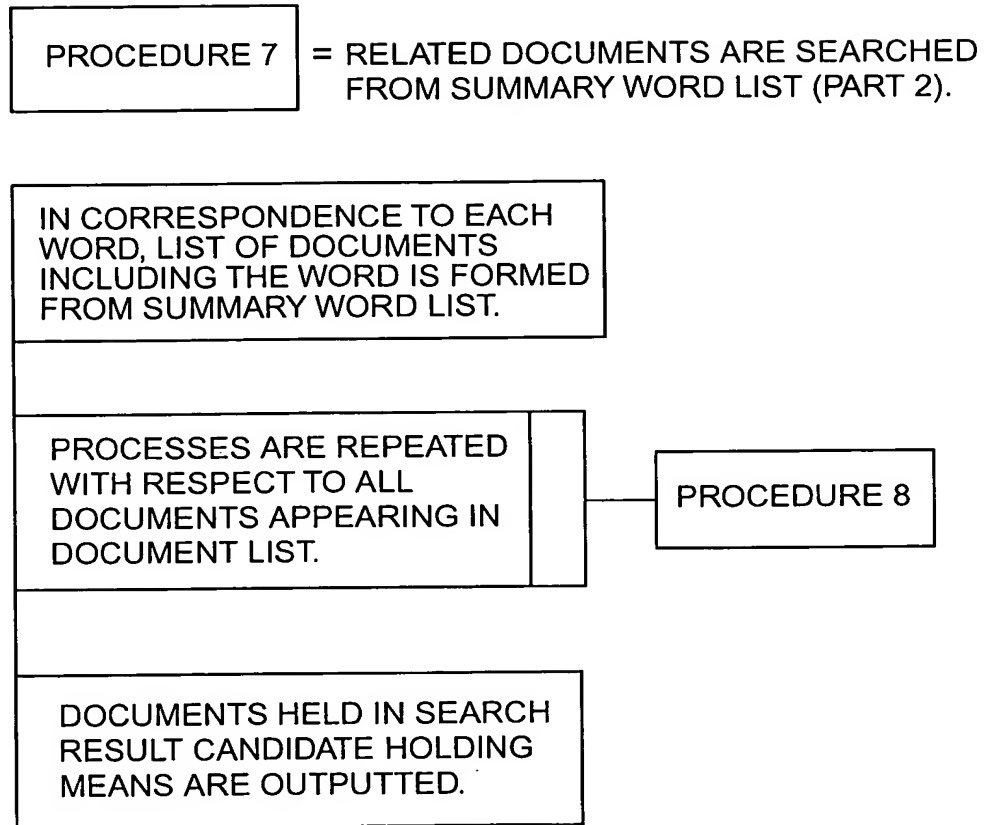 PROCEDURE 7 = RELATED DOCUMENTS ARE SEARCHED
FROM SUMMARY WORD LIST (PART 2).
IN CORRESPONDENCE TO EACH
WORD, LIST OF DOCUMENTS
INCLUDING THE WORD IS FORMED
FROM SUMMARY WORD LIST.
PROCESSES ARE REPEATED
WITH RESPECT TO ALL
DOCUMENTS APPEARING IN
DOCUMENT LIST.
PROCEDURE 8
DOCUMENTS HELD IN SEARCH
RESULT CANDIDATE HOLDING
MEANS ARE OUTPUTTED.